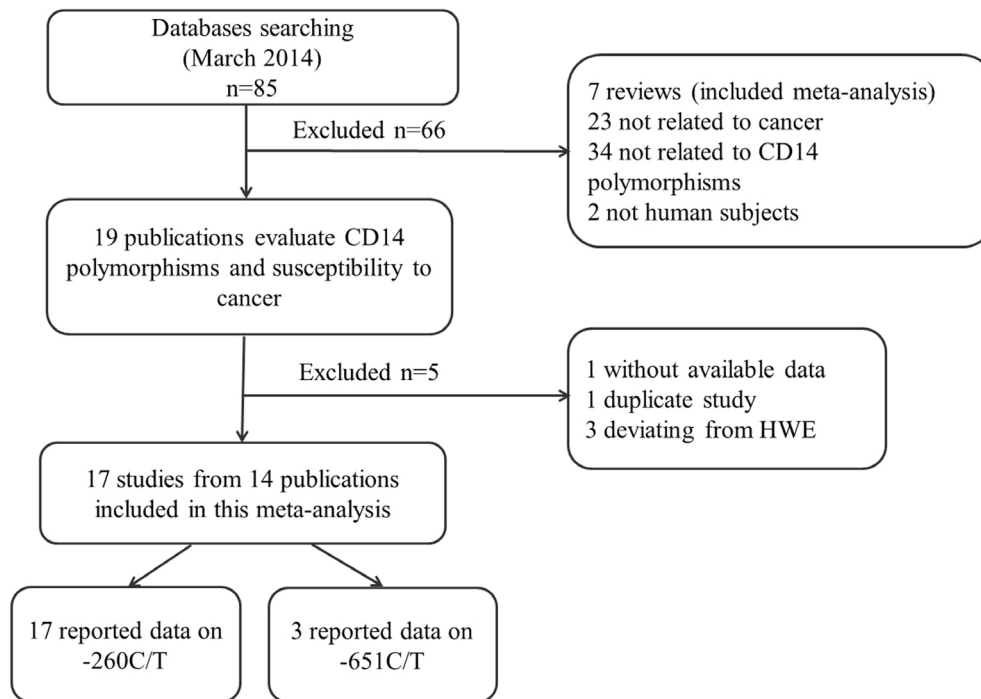 Databases searching
(March 2014)
n=85
Excluded n=66
7 reviews (included meta-analysis)
23 not related to cancer
34 not related to CD14
polymorphisms
2 not human subjects
19 publications evaluate CD14
polymorphisms and susceptibility to
cancer
Excluded n=5
1 without available data
1 duplicate study
3 deviating from HWE
17 studies from 14 publications
included in this meta-analysis
17 reported data on
-260C/T
3 reported data on
-651C/T